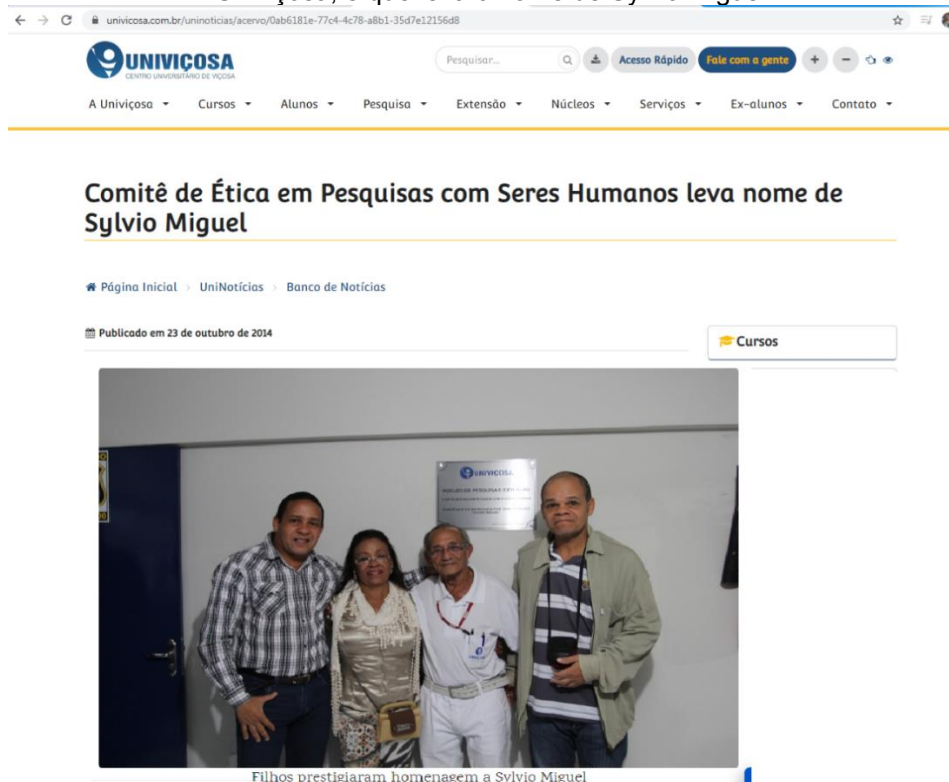 univicosa.com.br/uninoticias/acervo/0ab6181e-77c4-4c78-a8b1-35d7e12156d8
UNIVIÇOSA
CENTRO UNIVERSITÁRIO DE VIÇOSA
Pesquisar...
Acesso Rápido
Fale com a gente
+
-
A Univiçosa
Cursos
Alunos
Pesquisa
Extensão
Núcleos
Serviços
Ex-alunos
Contato
Comitê de Ética em Pesquisas com Seres Humanos leva nome de
Sylvio Miguel
Página Inicial > UniNotícias > Banco de Notícias
Publicado em 23 de outubro de 2014
Cursos
UNIVIÇOSA
Filhos prestigiaram homenagem a Sylvio Miguel